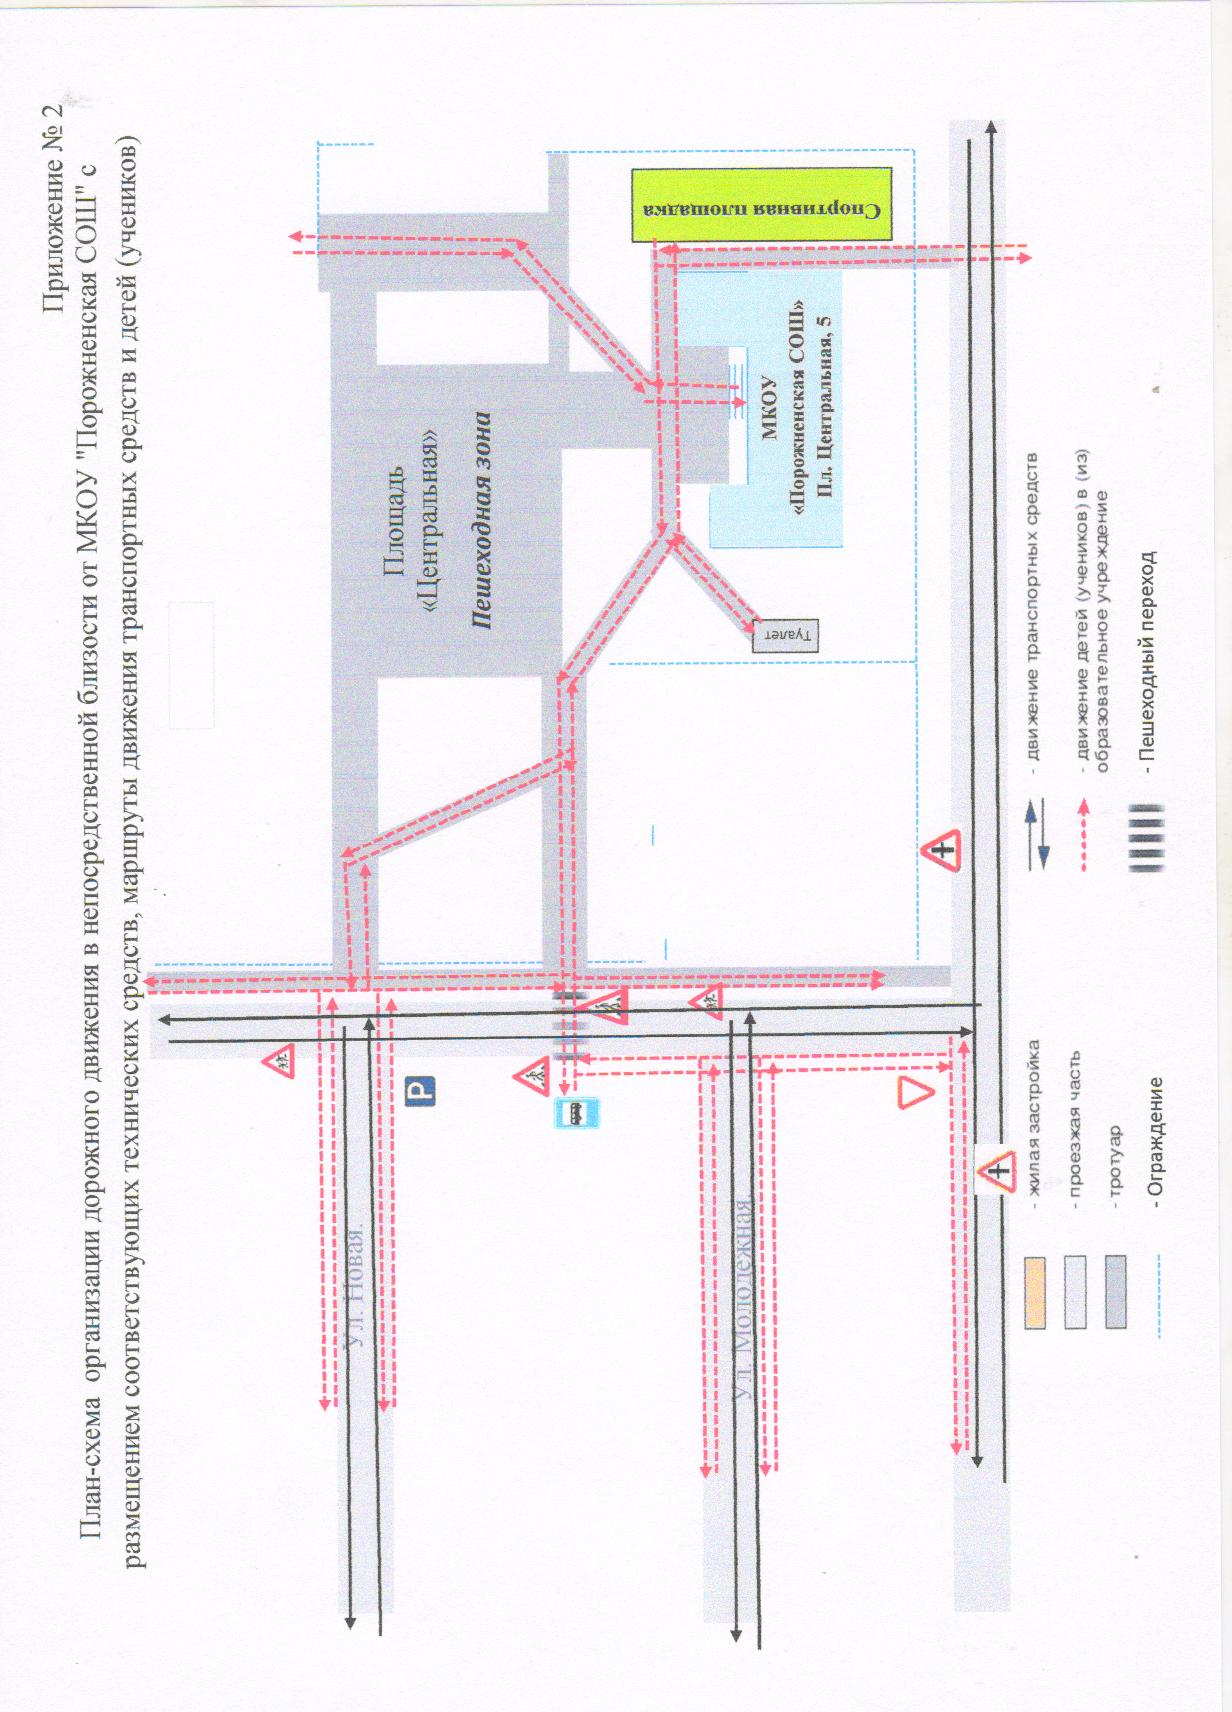 Приложение № 2
План-схема организации дорожного движения в непосредственной близости от МКОУ "Порожненская СОШ" с
размещением соответствующих технических средств, маршруты движения транспортных средств и детей (учеников)
Площадь
«Центральная»
Пешеходная зона
Спортивная площадка
МКОУ
«Порожненская СОШ»
Пл. Центральная, 5
Туалет
Ул. Новая.
P
Ул. Молодежная.
- жилая застройка
- проезжая часть
- тротуар
- Ограждение
- движение транспортных средств
- движение детей (учеников) в (из)
образовательное учреждение
- Пешеходный переход